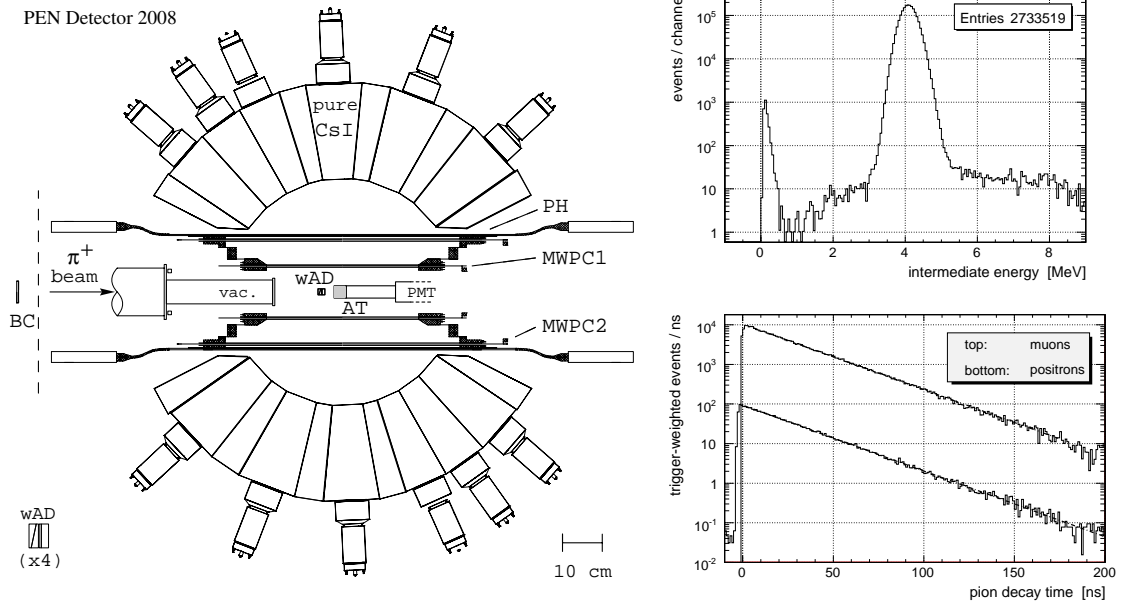 PEN Detector 2008
pure
CsI
PH
MWPC1
π+
beam
vac.
wAD
AT
PMT
BC
MWPC2
wAD
(x4)
10 cm
events / channel
10^5
10^4
10^3
10^2
10
1
Entries 2733519
0 2 4 6 8
intermediate energy [MeV]
trigger-weighted events / ns
10^4
10^3
10^2
10
1
10^-1
10^-2
top: muons
bottom: positrons
0 50 100 150 200
pion decay time [ns]